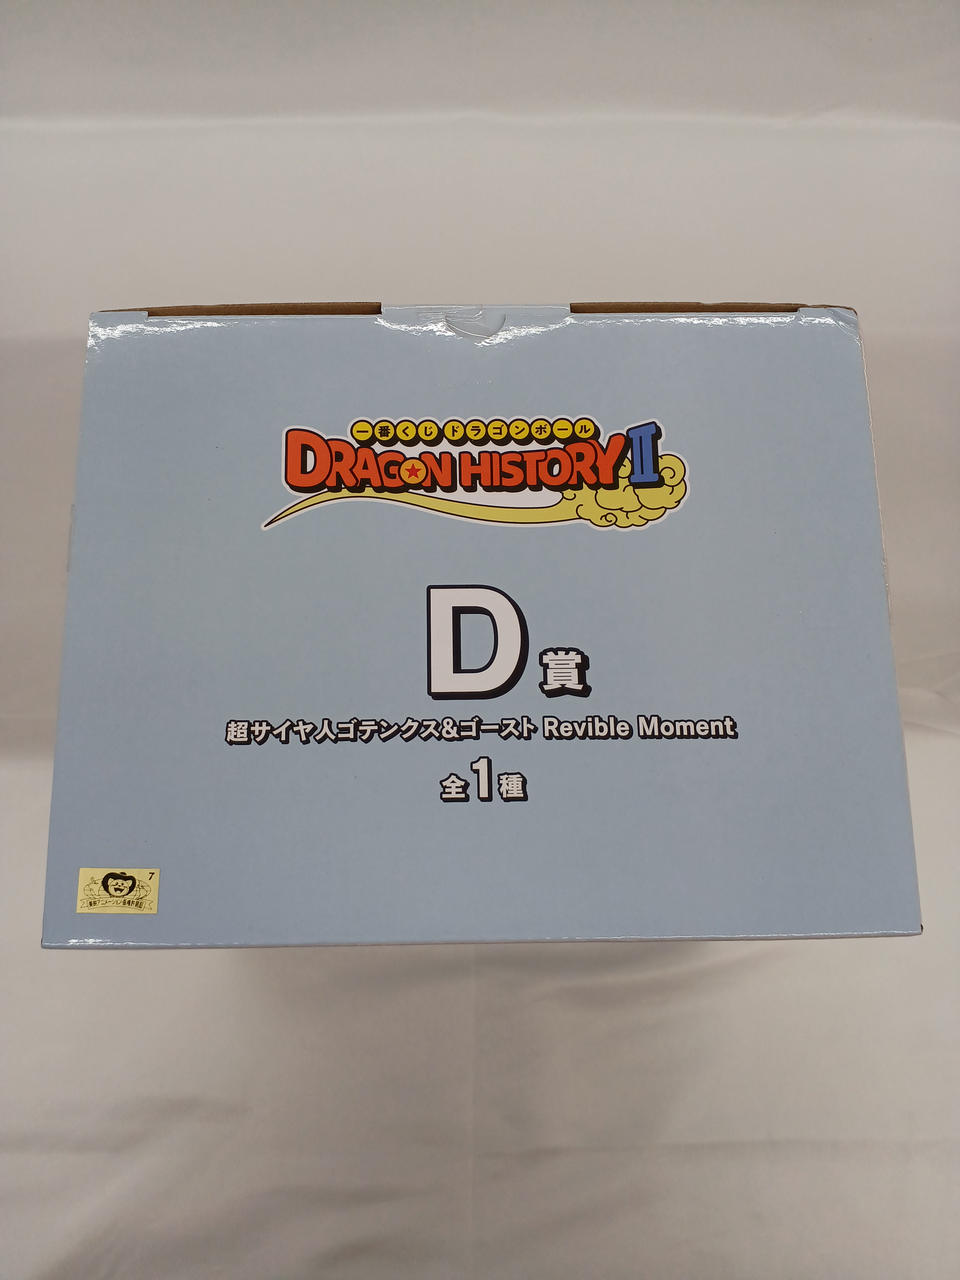 一番くじ ドラゴンボール
DRAGON HISTORY II
D賞
超サイヤ人ゴテンクス&ゴースト Revible Moment
全1種
7